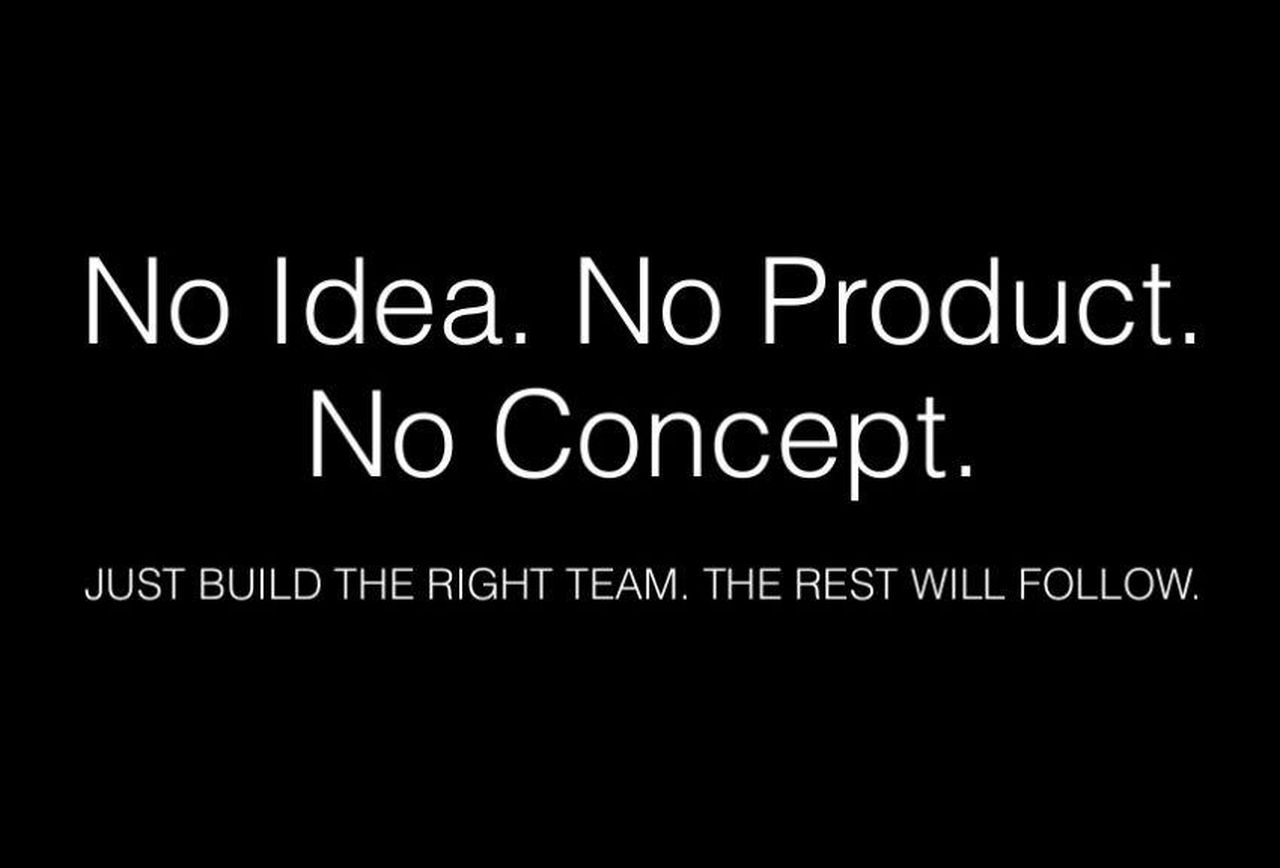 No Idea. No Product.
No Concept.
JUST BUILD THE RIGHT TEAM. THE REST WILL FOLLOW.